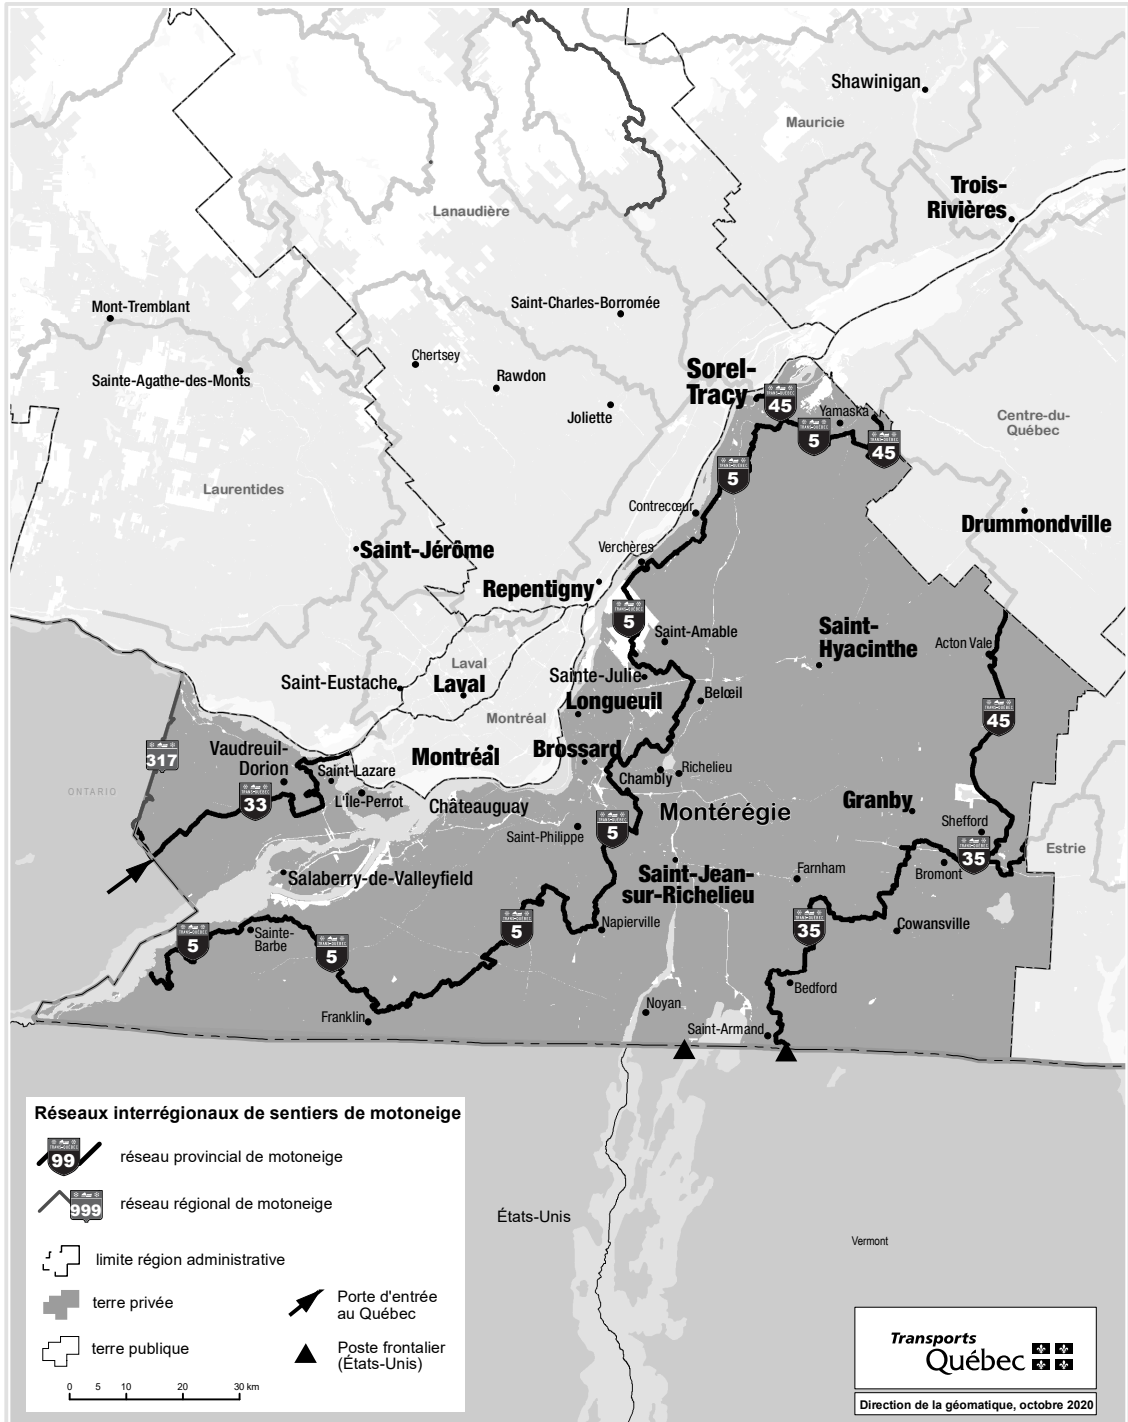 Shawinigan
Mauricie
Trois-
Rivières
Lanaudière
Mont-Tremblant
Saint-Charles-Borromée
Chertsey
Sainte-Agathe-des-Monts
Rawdon
Joliette
Sorel-
Tracy
45
Yamaska
5
45
Centre-du-
Québec
5
Laurentides
Contrecœur
Drummondville
Saint-Jérôme
Verchères
Repentigny
5
Saint-Amable
Saint-
Hyacinthe
Acton Vale
Laval
Laval
Saint-Eustache
Sainte-Julie
Belœil
Longueuil
45
Montréal
Montréal
Brossard
317
Vaudreuil-
Dorion
Saint-Lazare
L'Île-Perrot
33
ONTARIO
Chambly
Richelieu
Châteauguay
Montérégie
Granby
Saint-Philippe
5
Shefford
35
Estrie
Bromont
Salaberry-de-Valleyfield
Saint-Jean-
sur-Richelieu
Farnham
Napierville
35
Cowansville
5
Sainte-
Barbe
5
5
Bedford
Franklin
Noyan
Saint-Armand
Réseaux interrégionaux de sentiers de motoneige
TRANS-QUÉBEC
99
réseau provincial de motoneige
999
réseau régional de motoneige
limite région administrative
terre privée
Porte d'entrée
au Québec
terre publique
Poste frontalier
(États-Unis)
0 5 10 20 30 km
États-Unis
Vermont
Transports
Québec
Direction de la géomatique, octobre 2020